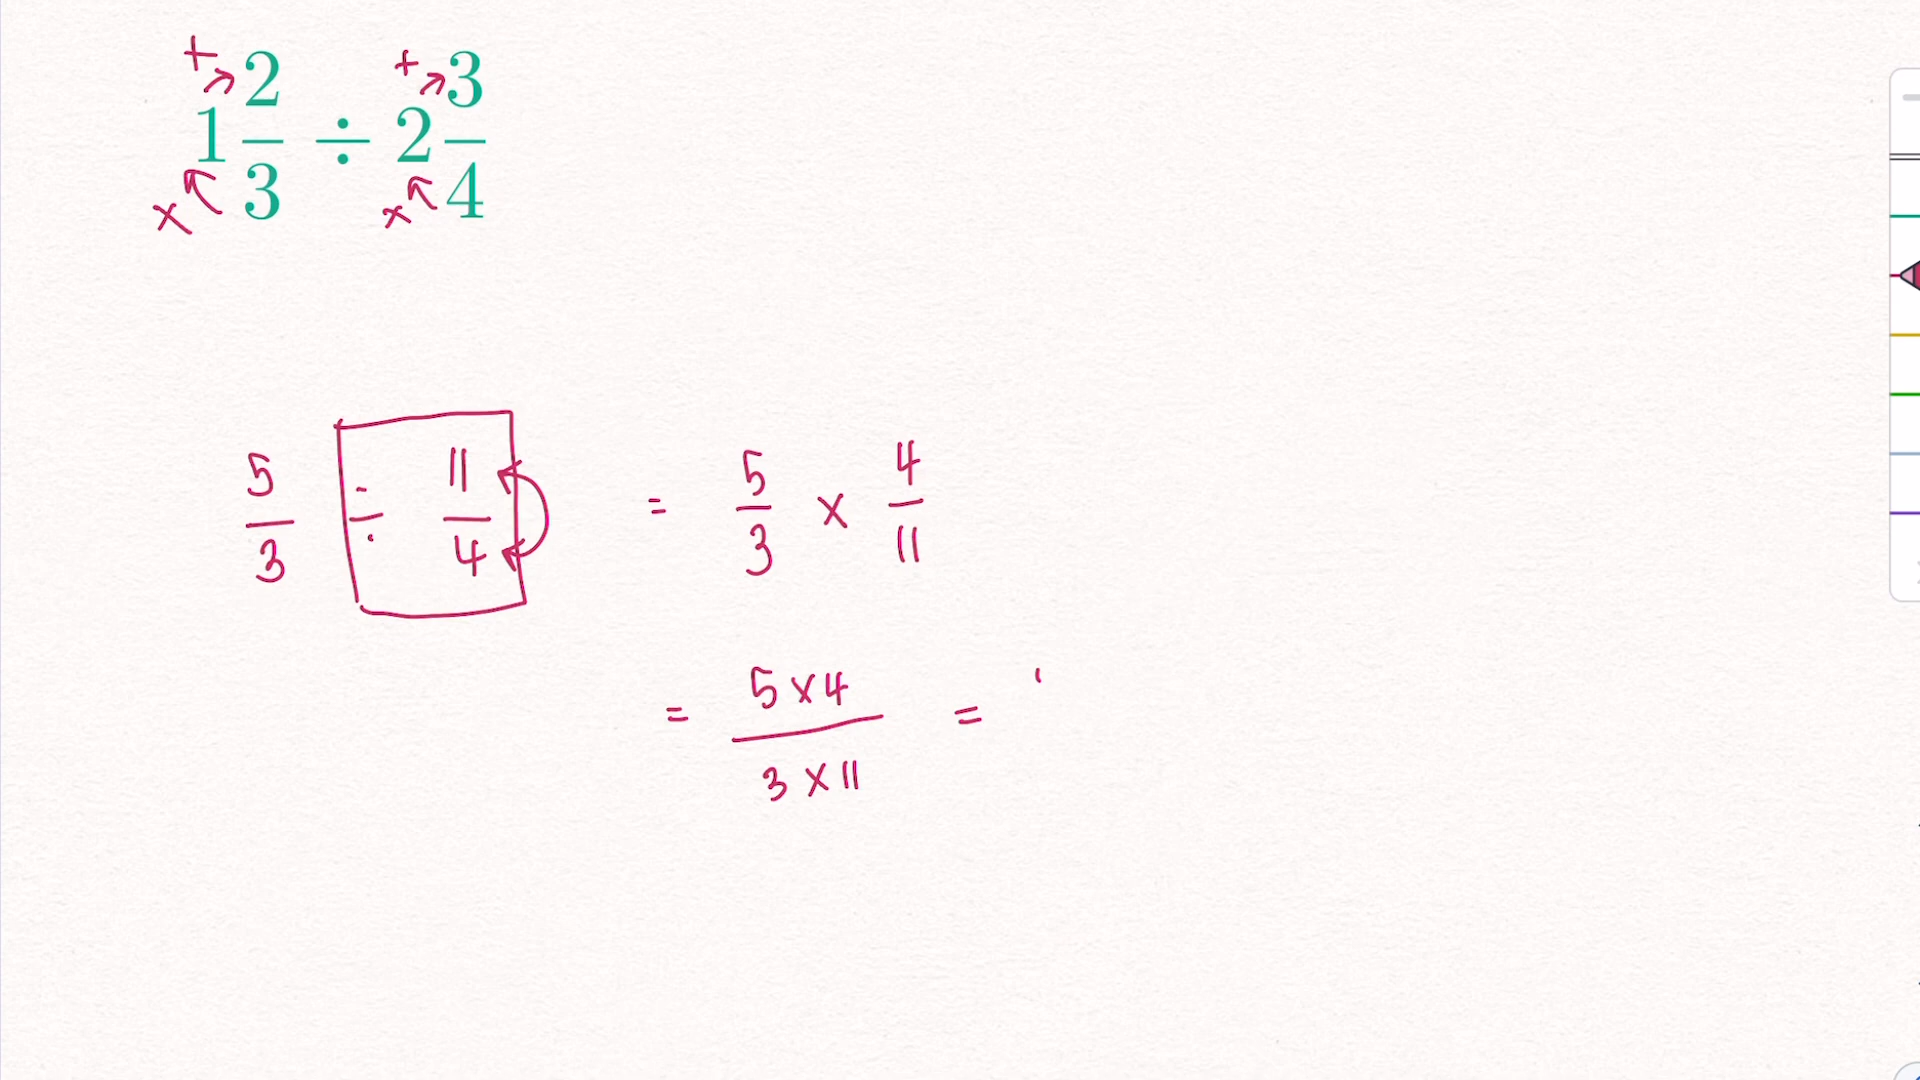 1 2/3 ÷ 2 3/4
+ +
× ×
5/3 ÷ 11/4 = 5/3 × 4/11
= 5×4/3×11 =